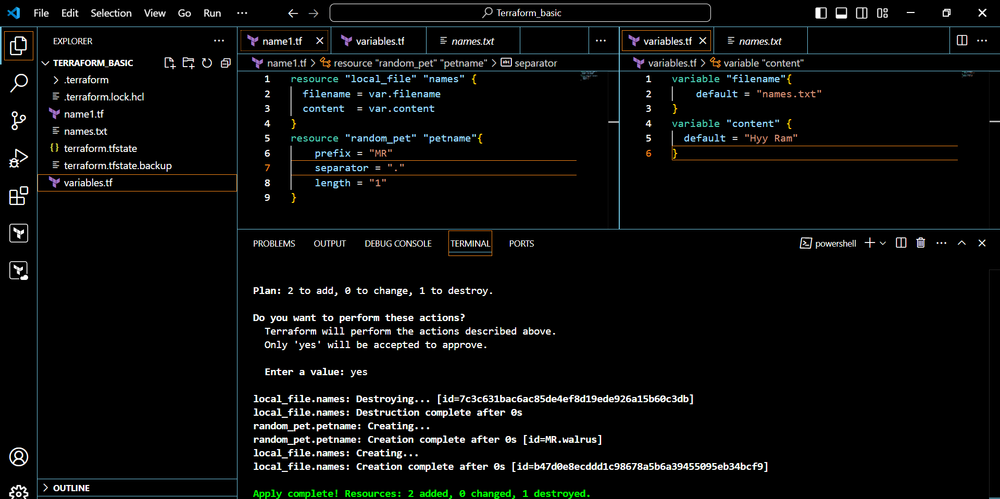 File Edit Selection View Go Run ··· Terraform_basic
EXPLORER ···
TERRAFORM_BASIC
.terraform
.terraform.lock.hcl
name1.tf
names.txt
{} terraform.tfstate
terraform.tfstate.backup
variables.tf
OUTLINE
name1.tf variables.tf names.txt ···
name1.tf > resource "random_pet" "petname" > abc separator
1 resource "local_file" "names" {
2 filename = var.filename
3 content = var.content
4 }
5 resource "random_pet" "petname"{
6 prefix = "MR"
7 separator = "."
8 length = "1"
9 }
variables.tf names.txt ···
variables.tf > variable "content"
1 variable "filename"{
2 default = "names.txt"
3 }
4 variable "content" {
5 default = "Hyy Ram"
6 }
PROBLEMS OUTPUT DEBUG CONSOLE TERMINAL PORTS powershell ···
Plan: 2 to add, 0 to change, 1 to destroy.
Do you want to perform these actions?
Terraform will perform the actions described above.
Only 'yes' will be accepted to approve.
Enter a value: yes
local_file.names: Destroying... [id=7c3c631bac6ac85de4ef8d19ede926a15b60c3db]
local_file.names: Destruction complete after 0s
random_pet.petname: Creating...
random_pet.petname: Creation complete after 0s [id=MR.walrus]
local_file.names: Creating...
local_file.names: Creation complete after 0s [id=b47d0e8ecddd1c98678a5b6a39455095eb34bcf9]
Apply complete! Resources: 2 added, 0 changed, 1 destroyed.